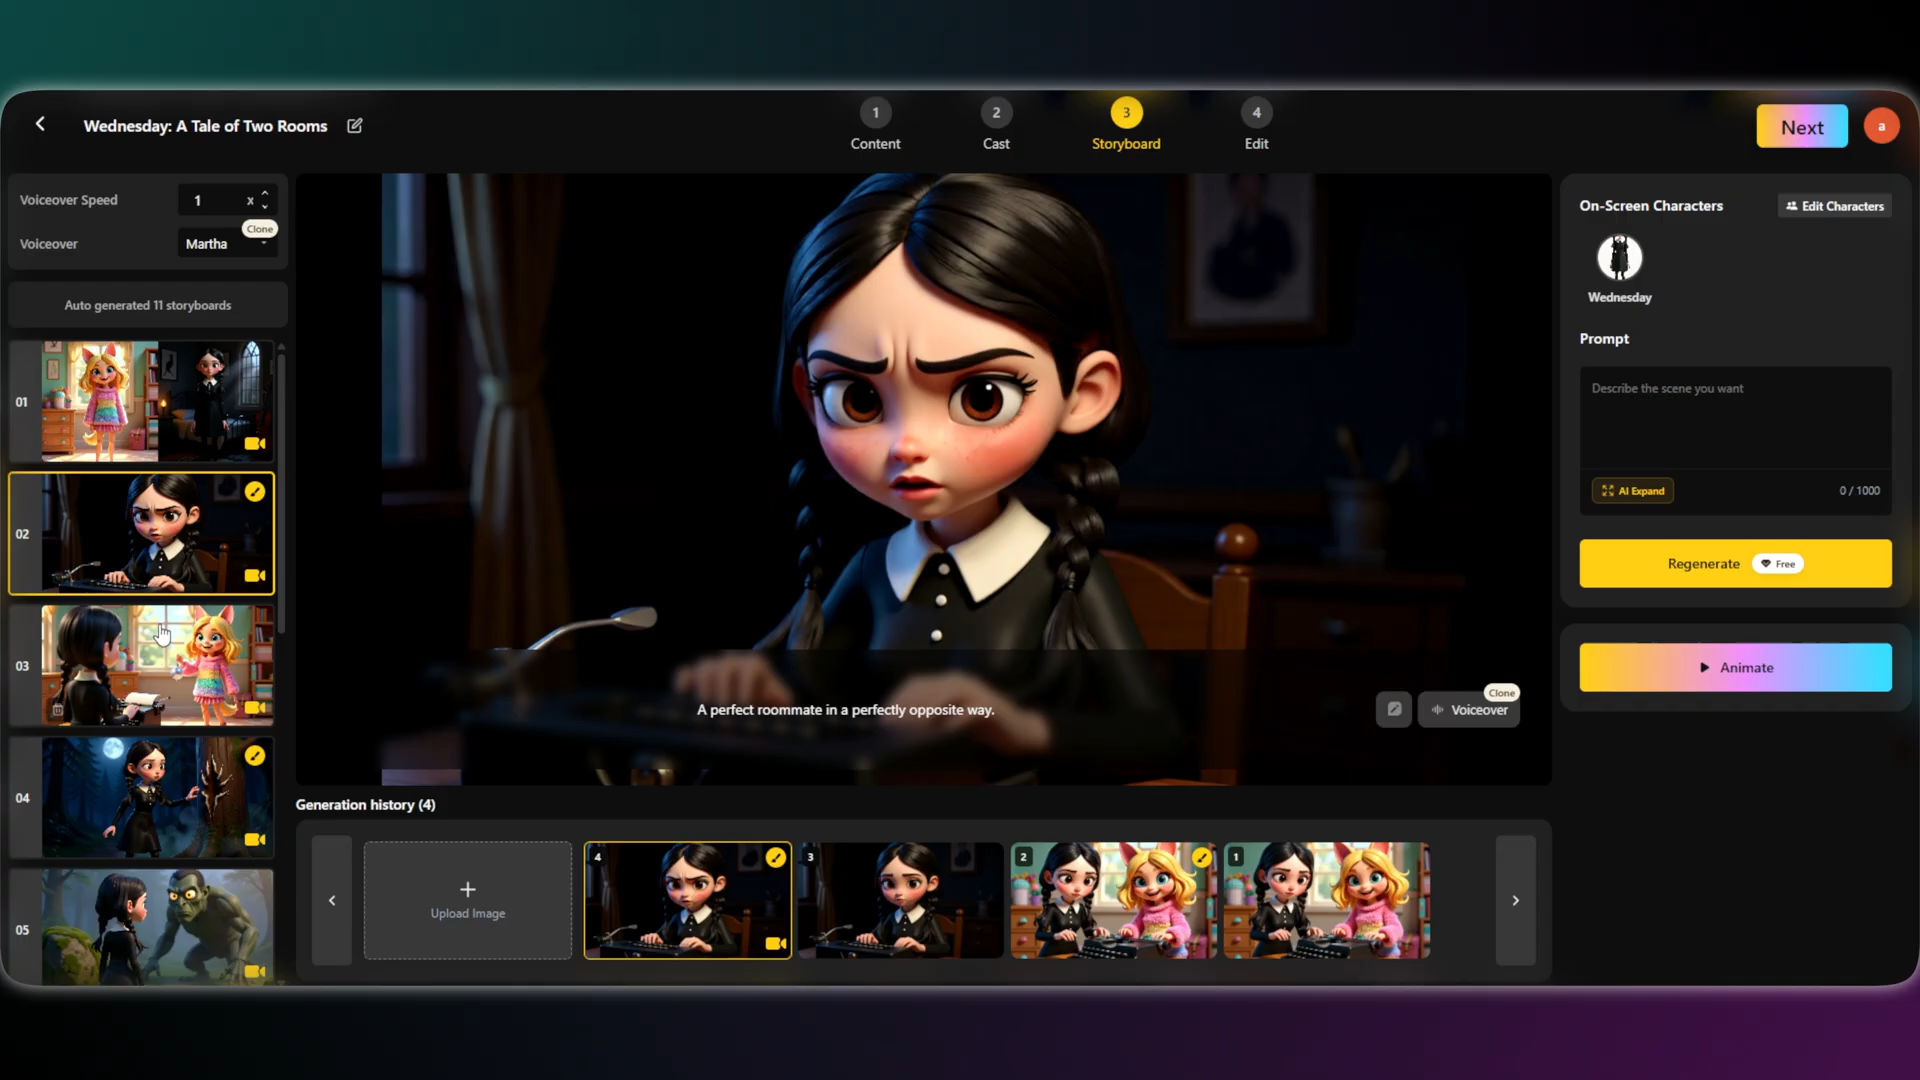 Wednesday: A Tale of Two Rooms
1
Content
2
Cast
3
Storyboard
4
Edit
Next
a
Voiceover Speed
1 x
Clone
Voiceover
Martha
Auto generated 11 storyboards
01
02
03
04
05
A perfect roommate in a perfectly opposite way.
Clone
Voiceover
Generation history (4)
Upload Image
4
3
2
1
On-Screen Characters
Edit Characters
Wednesday
Prompt
Describe the scene you want
AI Expand
0 / 1000
Regenerate
Free
Animate